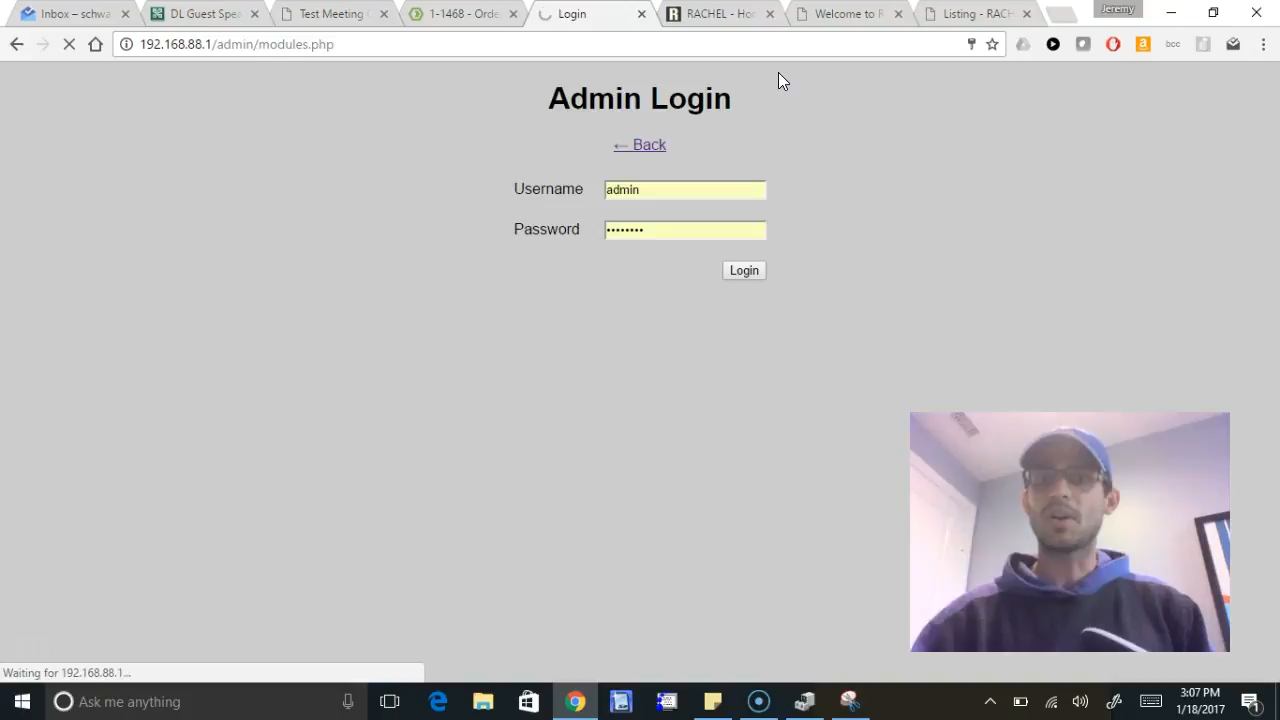 Jeremy
Inbox – schwa
DL Guest Spea
Test Meeting
1-1468 - Orde
Login
RACHEL - Ho
Welcome to R
Listing - RACH
192.168.88.1/admin/modules.php
bcc
Admin Login
← Back
Username admin
Password ••••••••
Login
Waiting for 192.168.88.1...
Ask me anything
3:07 PM
1/18/2017
1